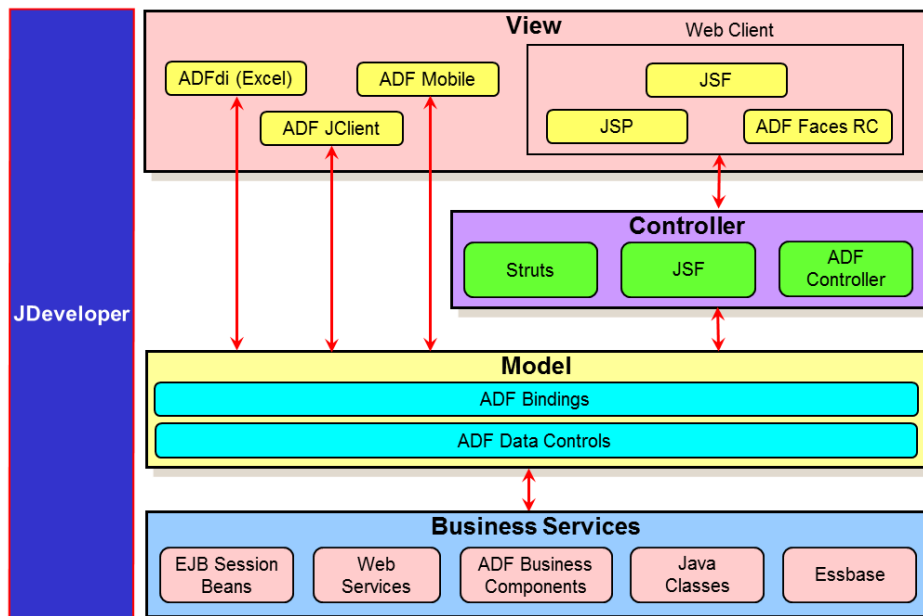 JDeveloper
View
Web Client
ADFdi (Excel)
ADF Mobile
JSF
ADF JClient
JSP
ADF Faces RC
Controller
Struts
JSF
ADF
Controller
Model
ADF Bindings
ADF Data Controls
Business Services
EJB Session
Beans
Web
Services
ADF Business
Components
Java
Classes
Essbase